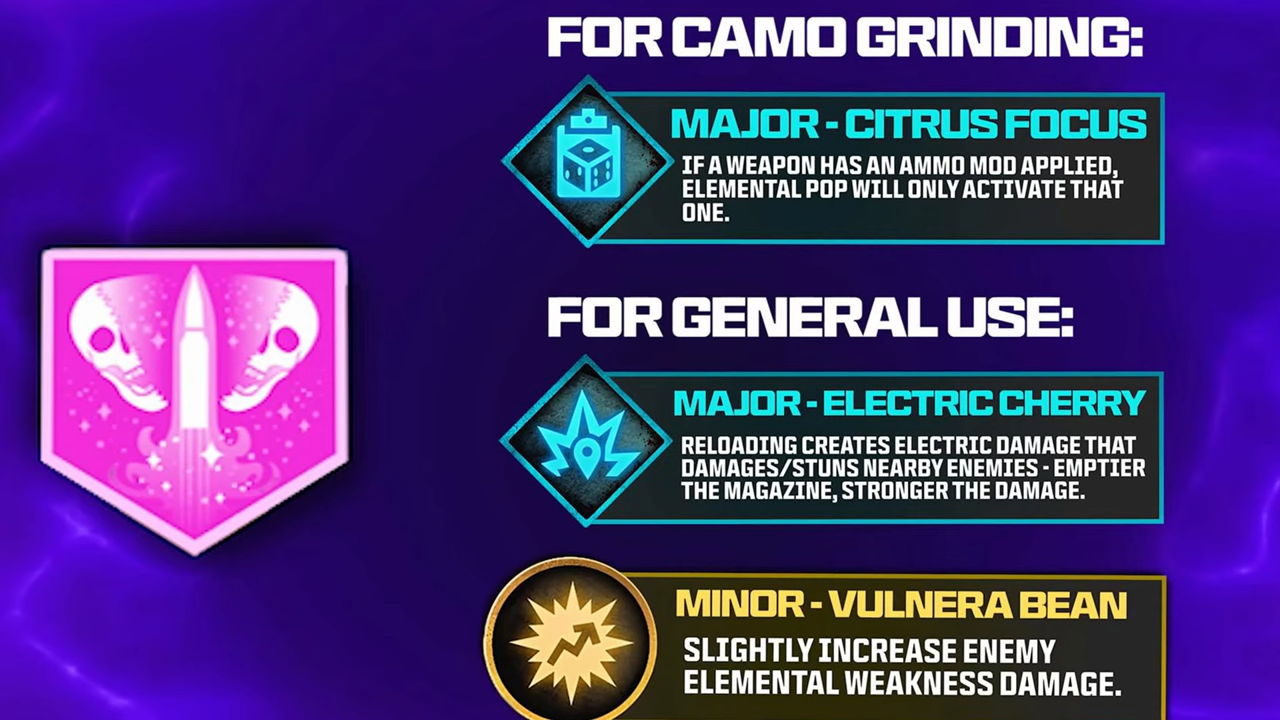 FOR CAMO GRINDING:
MAJOR - CITRUS FOCUS
IF A WEAPON HAS AN AMMO MOD APPLIED,
ELEMENTAL POP WILL ONLY ACTIVATE THAT
ONE.
FOR GENERAL USE:
MAJOR - ELECTRIC CHERRY
RELOADING CREATES ELECTRIC DAMAGE THAT
DAMAGES/STUNS NEARBY ENEMIES - EMPTIER
THE MAGAZINE, STRONGER THE DAMAGE.
MINOR - VULNERA BEAN
SLIGHTLY INCREASE ENEMY
ELEMENTAL WEAKNESS DAMAGE.